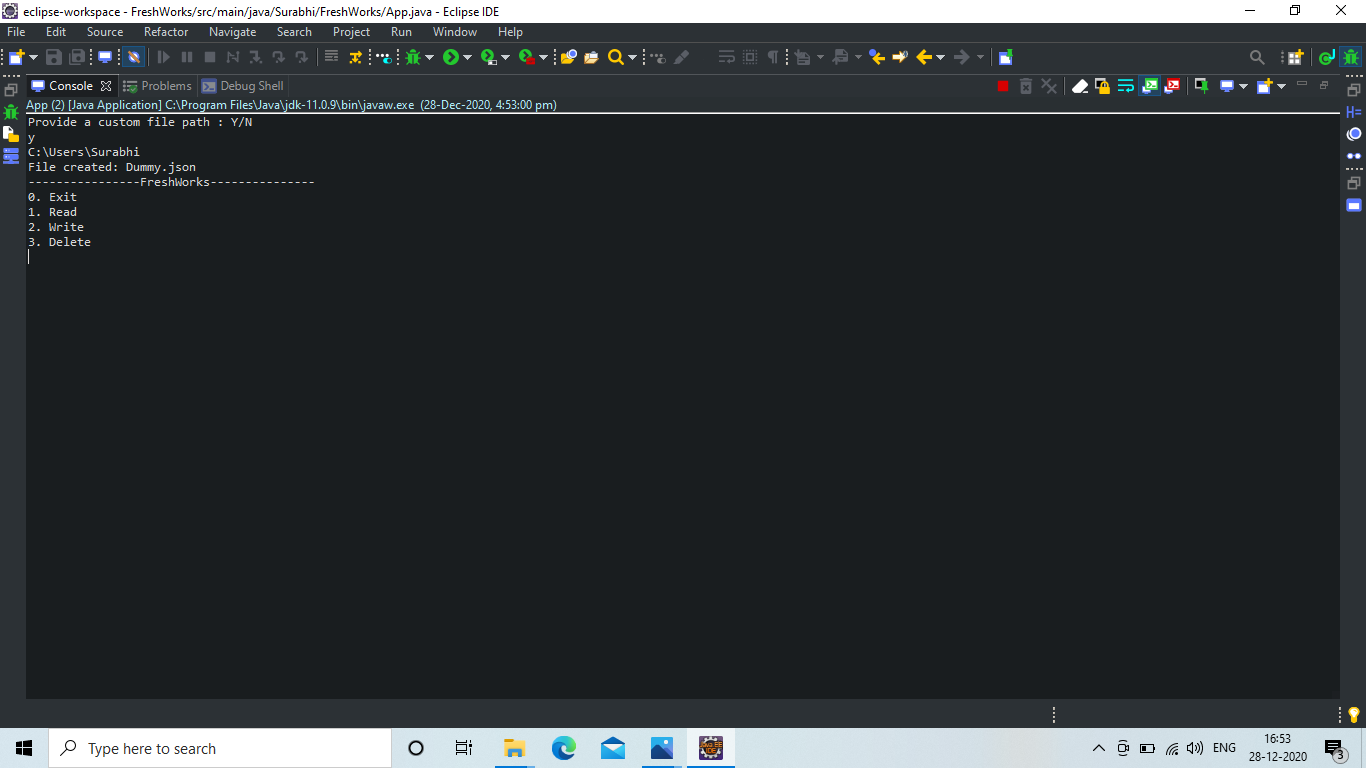 eclipse-workspace - FreshWorks/src/main/java/Surabhi/FreshWorks/App.java - Eclipse IDE
File Edit Source Refactor Navigate Search Project Run Window Help
Console Problems Debug Shell
App (2) [Java Application] C:\Program Files\Java\jdk-11.0.9\bin\javaw.exe (28-Dec-2020, 4:53:00 pm)
Provide a custom file path : Y/N
y
C:\Users\Surabhi
File created: Dummy.json
----------------FreshWorks---------------
0. Exit
1. Read
2. Write
3. Delete
Type here to search
ENG
16:53
28-12-2020
3